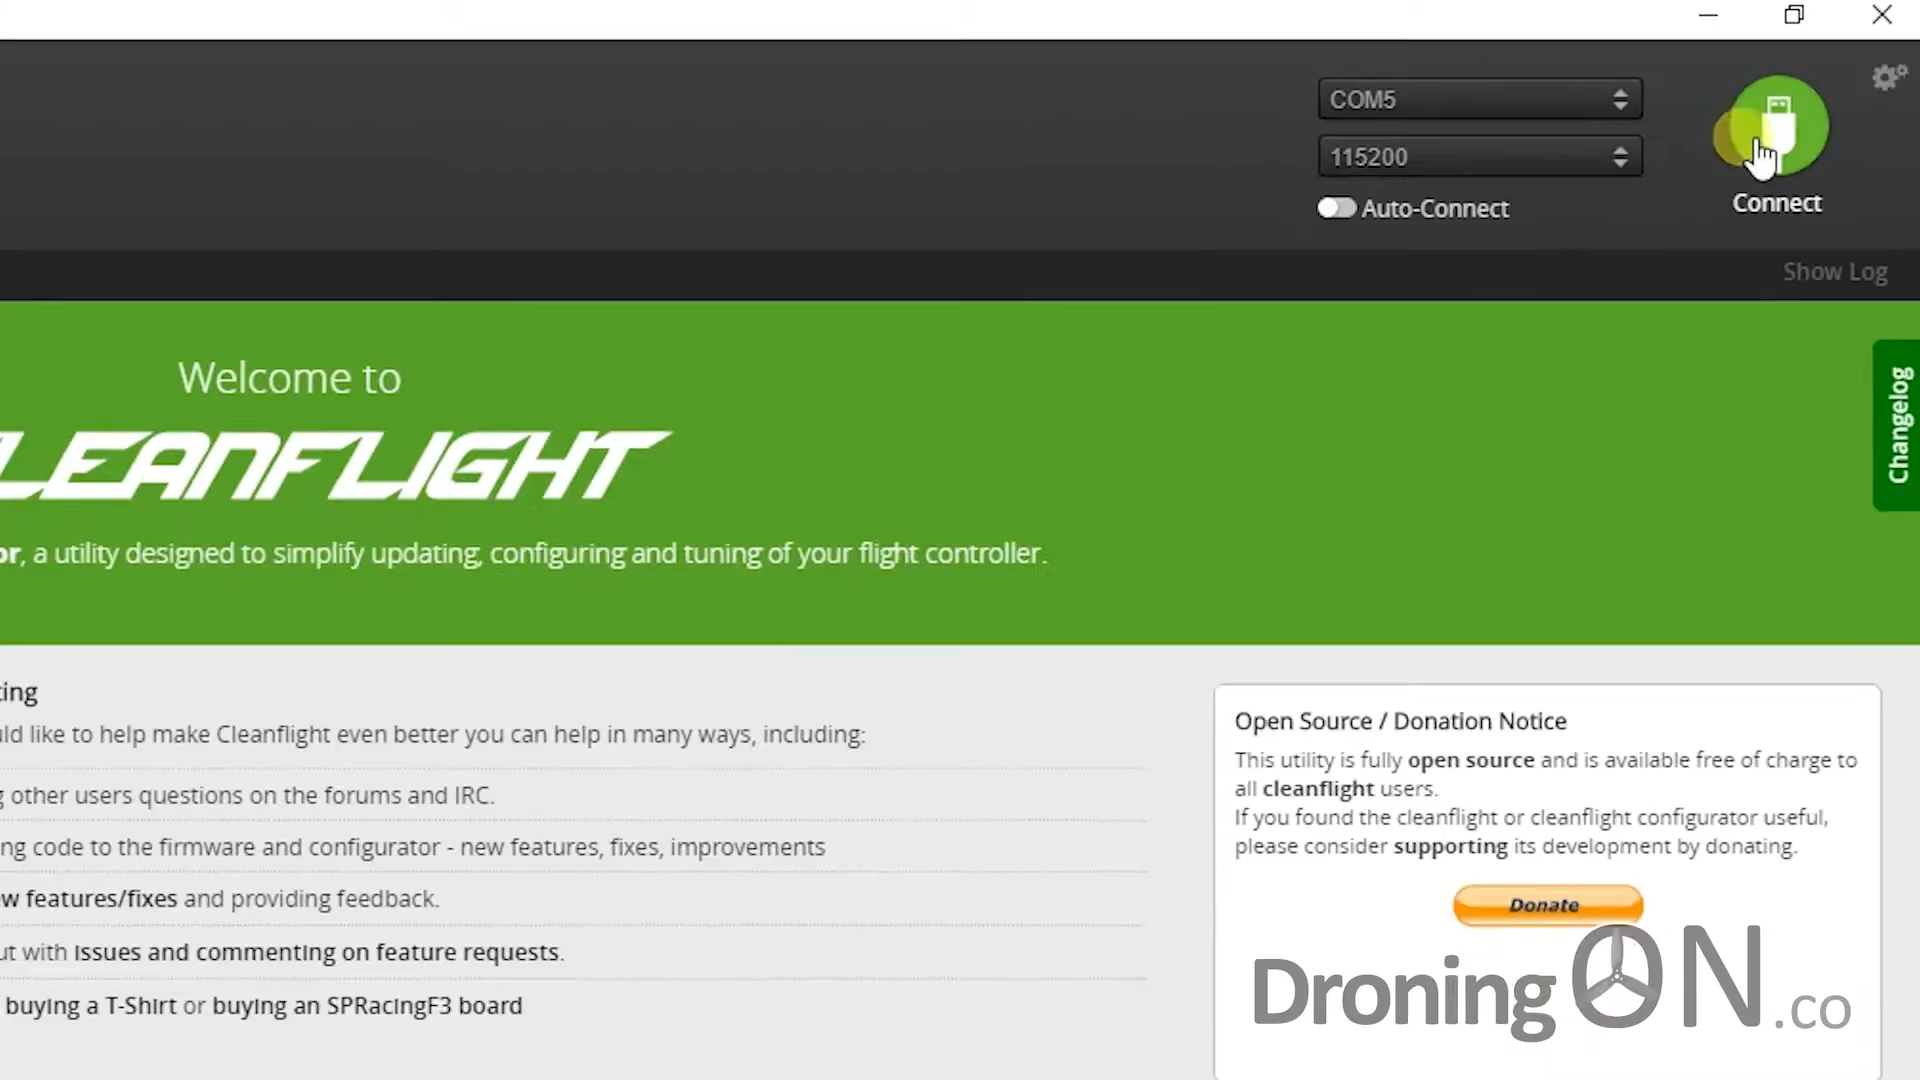 COM5
115200
Auto-Connect
Connect
Show Log
Changelog
Welcome to
LEANFLIGHT
or, a utility designed to simplify updating, configuring and tuning of your flight controller.
ting
uld like to help make Cleanflight even better you can help in many ways, including:
g other users questions on the forums and IRC.
ng code to the firmware and configurator - new features, fixes, improvements
w features/fixes and providing feedback.
ut with issues and commenting on feature requests.
buying a T-Shirt or buying an SPRacingF3 board
Open Source / Donation Notice
This utility is fully open source and is available free of charge to
all cleanflight users.
If you found the cleanflight or cleanflight configurator useful,
please consider supporting its development by donating.
Donate
DroningON.co